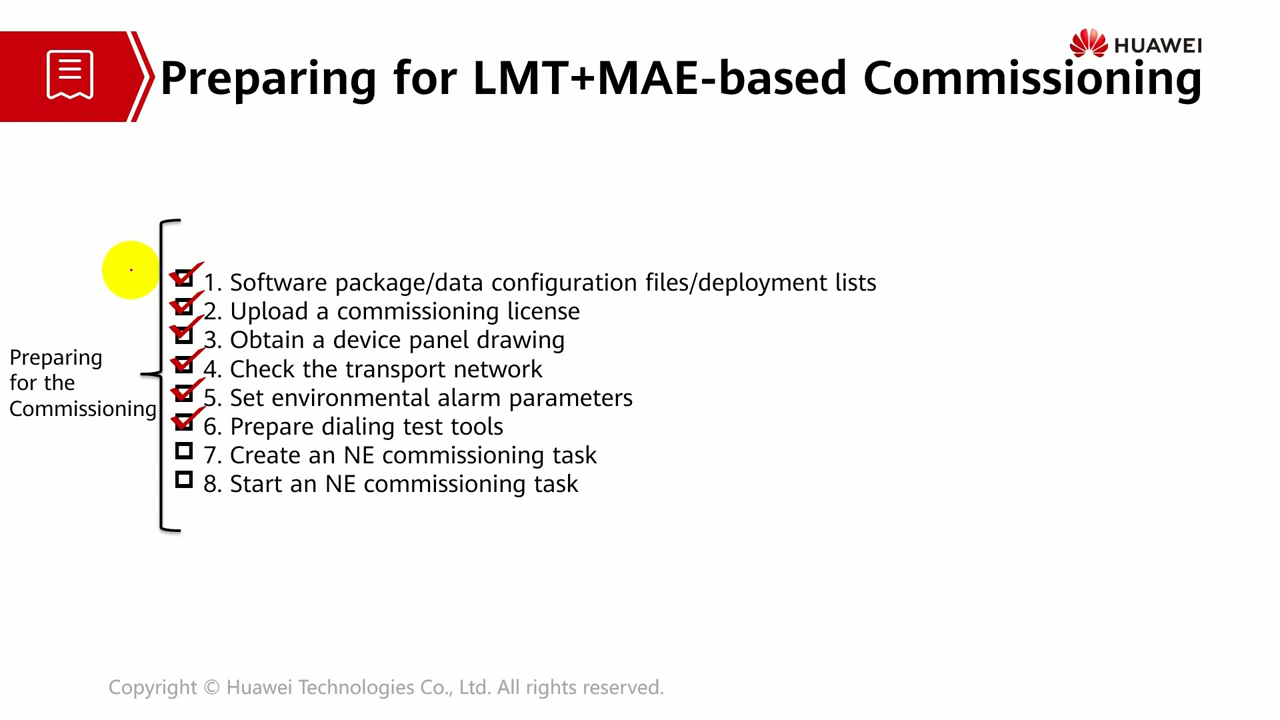 HUAWEI
Preparing for LMT+MAE-based Commissioning
Preparing
for the
Commissioning
1. Software package/data configuration files/deployment lists
2. Upload a commissioning license
3. Obtain a device panel drawing
4. Check the transport network
5. Set environmental alarm parameters
6. Prepare dialing test tools
7. Create an NE commissioning task
8. Start an NE commissioning task
Copyright © Huawei Technologies Co., Ltd. All rights reserved.